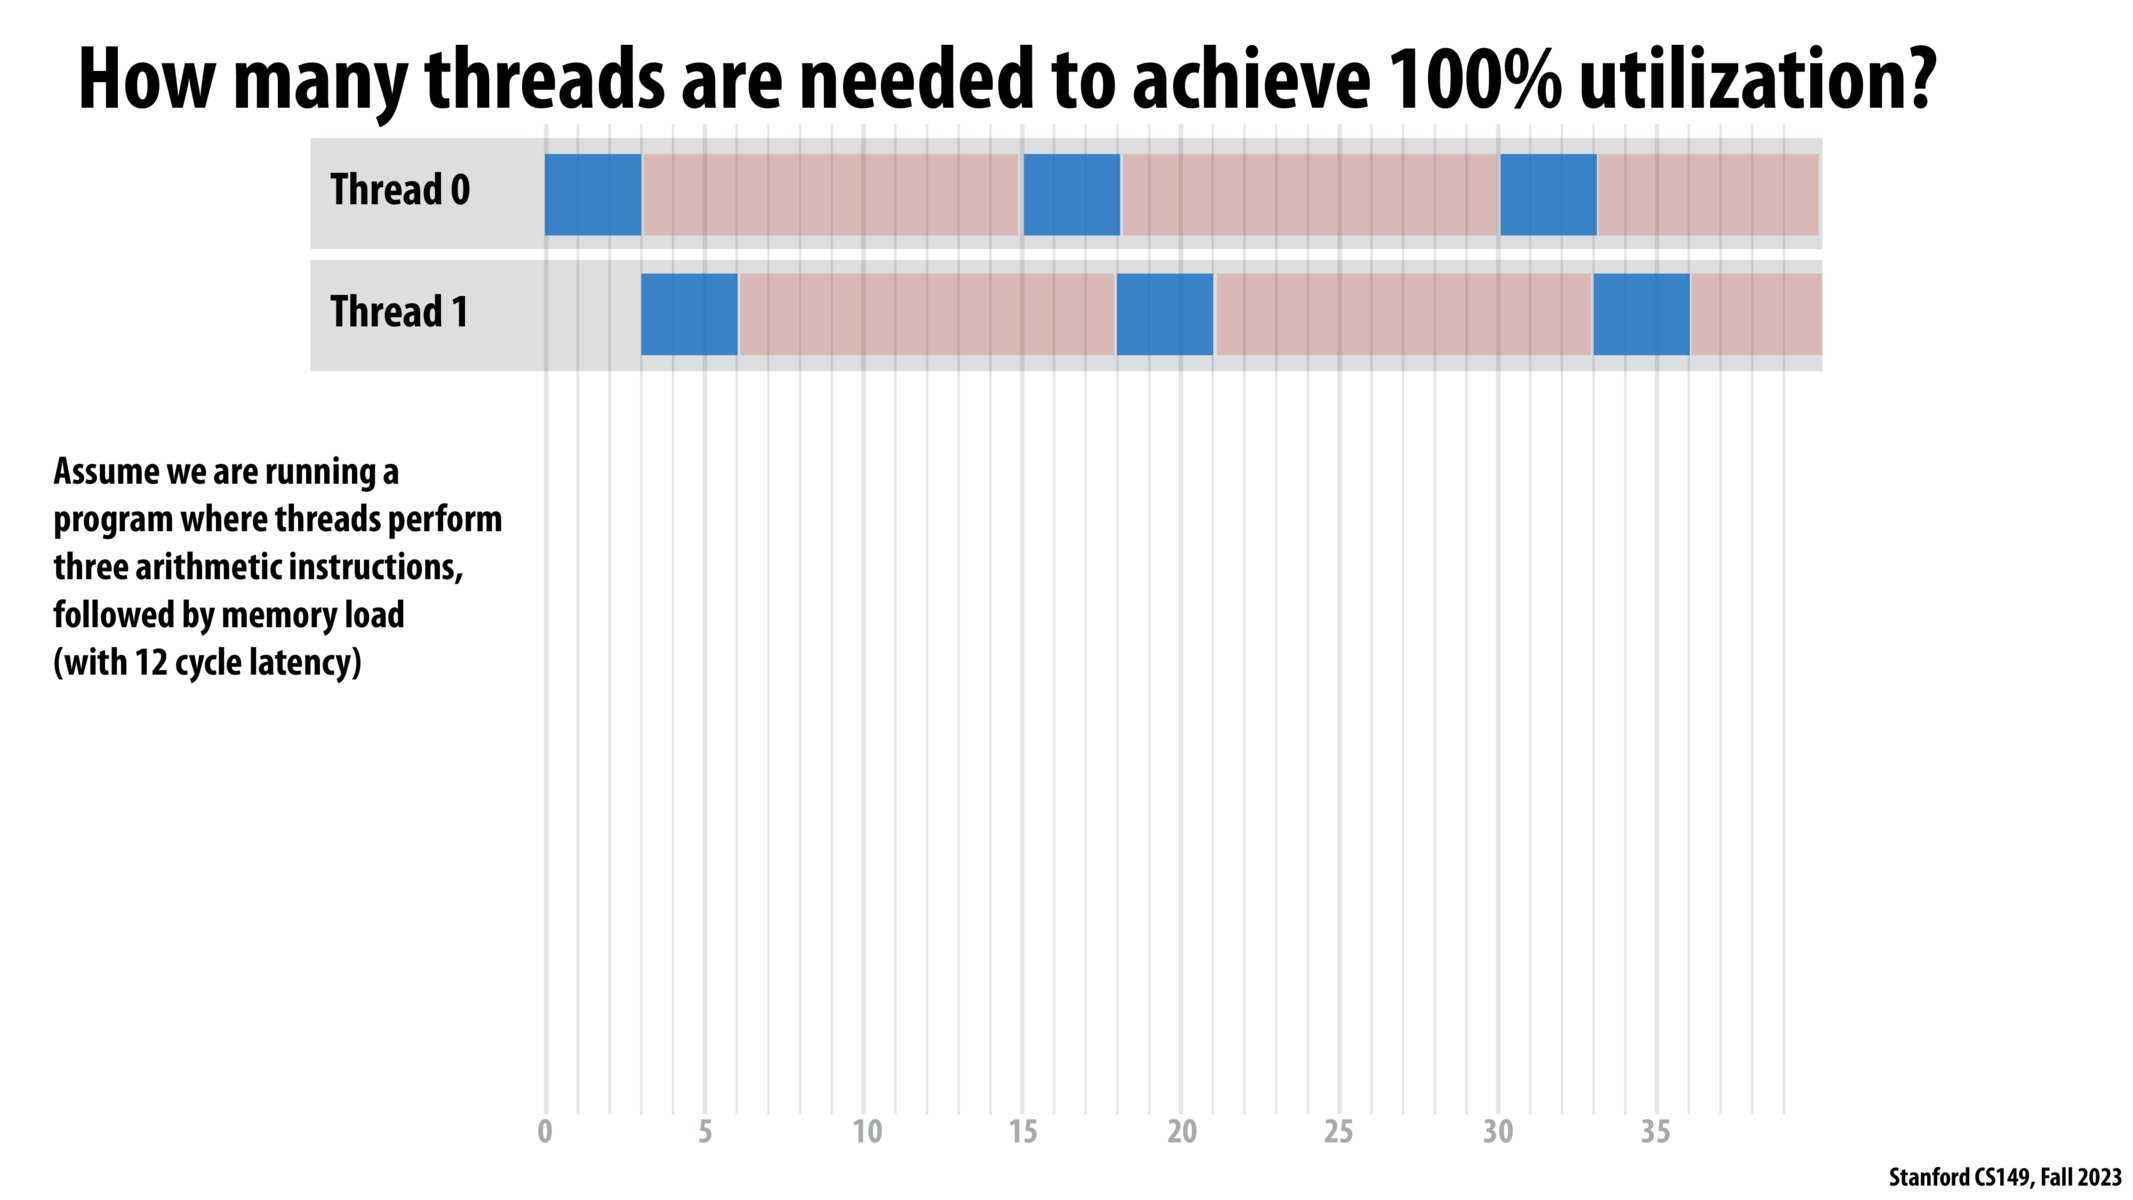 How many threads are needed to achieve 100% utilization?
Thread 0
Thread 1
Assume we are running a
program where threads perform
three arithmetic instructions,
followed by memory load
(with 12 cycle latency)
0 5 10 15 20 25 30 35
Stanford CS149, Fall 2023